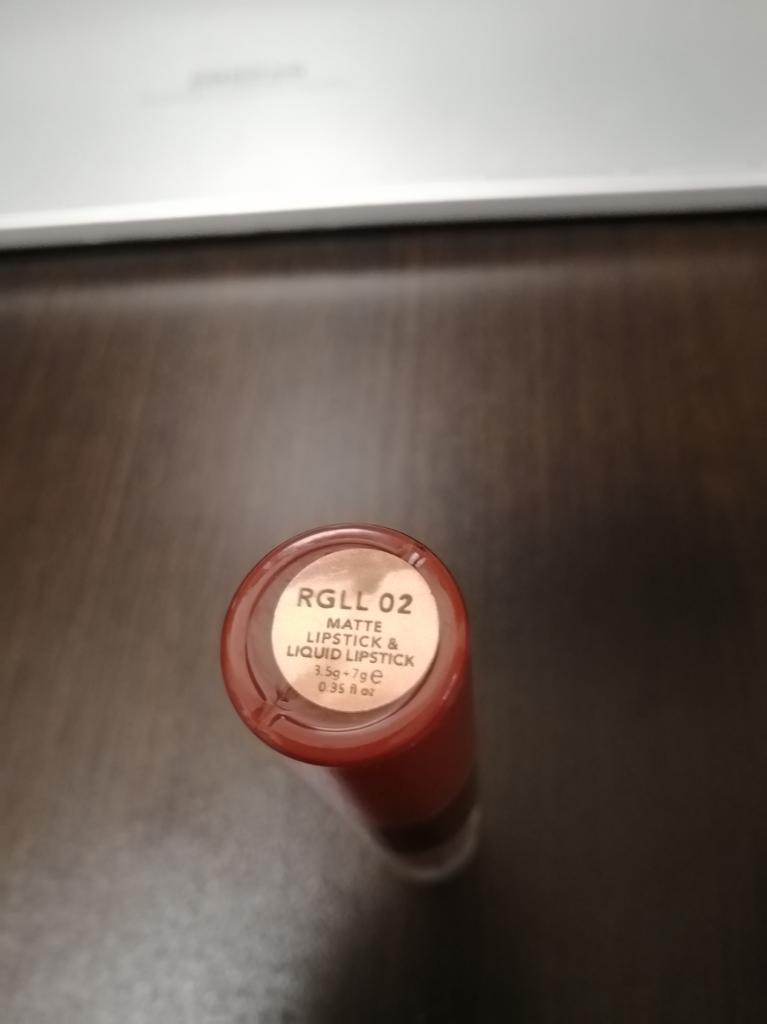 RGLL 02
MATTE
LIPSTICK &
LIQUID LIPSTICK
3.5g+7g e
0.35 fl oz